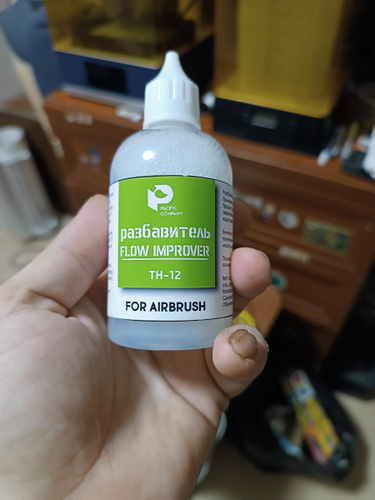 PACIFIC
COMPANY
разбавитель
FLOW IMPROVER
TH-12
FOR AIRBRUSH